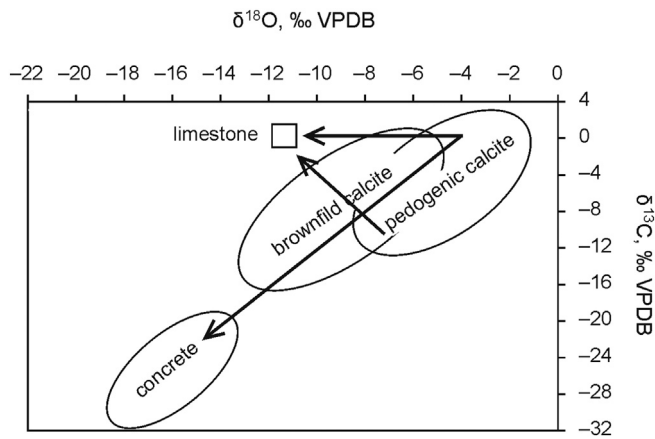 δ18O, ‰ VPDB
–22 –20 –18 –16 –14 –12 –10 –8 –6 –4 –2 0
4
limestone
0
brownfild calcite
pedogenic calcite
–4
–8
–12
–16
–20
concrete
–24
–28
–32
δ13C, ‰ VPDB